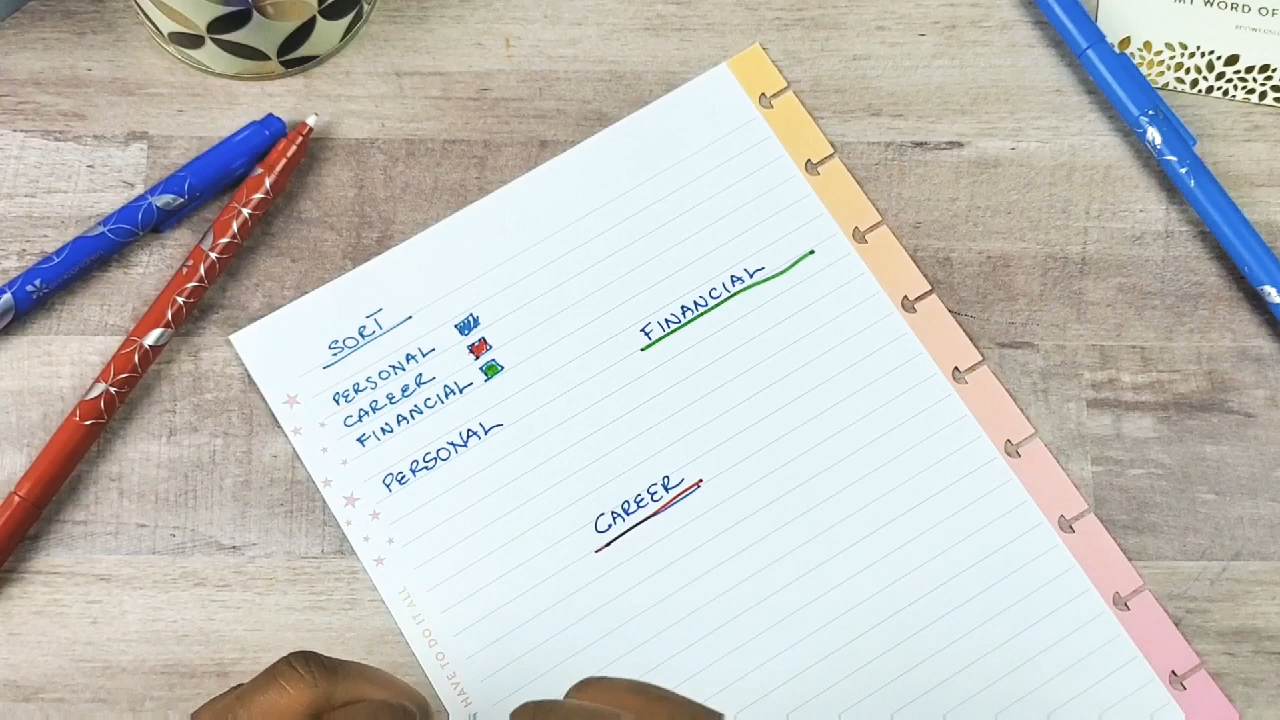 MY WORD OF
SORT
PERSONAL
CAREER
FINANCIAL
PERSONAL
FINANCIAL
CAREER
HAVE TO DO IT ALL